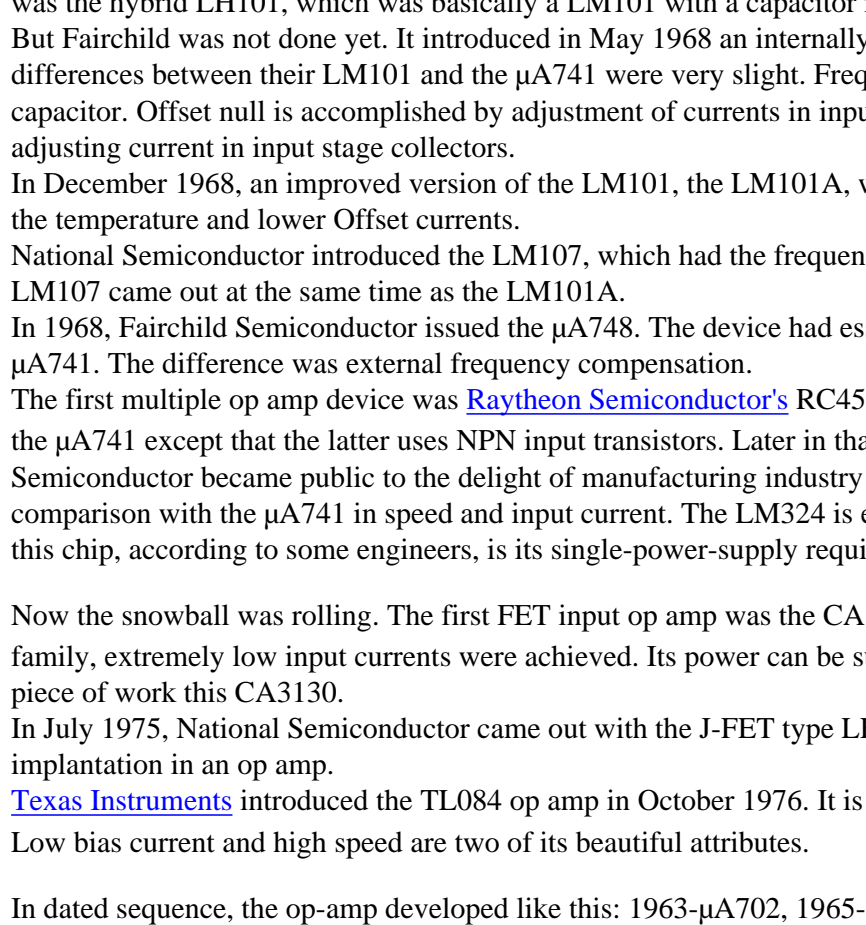 was the hybrid LH101, which was basically a LM101 with a capacitor
But Fairchild was not done yet. It introduced in May 1968 an internally
differences between their LM101 and the μA741 were very slight. Freq
capacitor. Offset null is accomplished by adjustment of currents in inpu
adjusting current in input stage collectors.
In December 1968, an improved version of the LM101, the LM101A,
the temperature and lower Offset currents.
National Semiconductor introduced the LM107, which had the frequen
LM107 came out at the same time as the LM101A.
In 1968, Fairchild Semiconductor issued the μA748. The device had es
μA741. The difference was external frequency compensation.
The first multiple op amp device was Raytheon Semiconductor's RC45
the μA741 except that the latter uses NPN input transistors. Later in tha
Semiconductor became public to the delight of manufacturing industry
comparison with the μA741 in speed and input current. The LM324 is e
this chip, according to some engineers, is its single-power-supply requi
Now the snowball was rolling. The first FET input op amp was the CA
family, extremely low input currents were achieved. Its power can be s
piece of work this CA3130.
In July 1975, National Semiconductor came out with the J-FET type L
implantation in an op amp.
Texas Instruments introduced the TL084 op amp in October 1976. It is
Low bias current and high speed are two of its beautiful attributes.
In dated sequence, the op-amp developed like this: 1963-μA702, 1965-